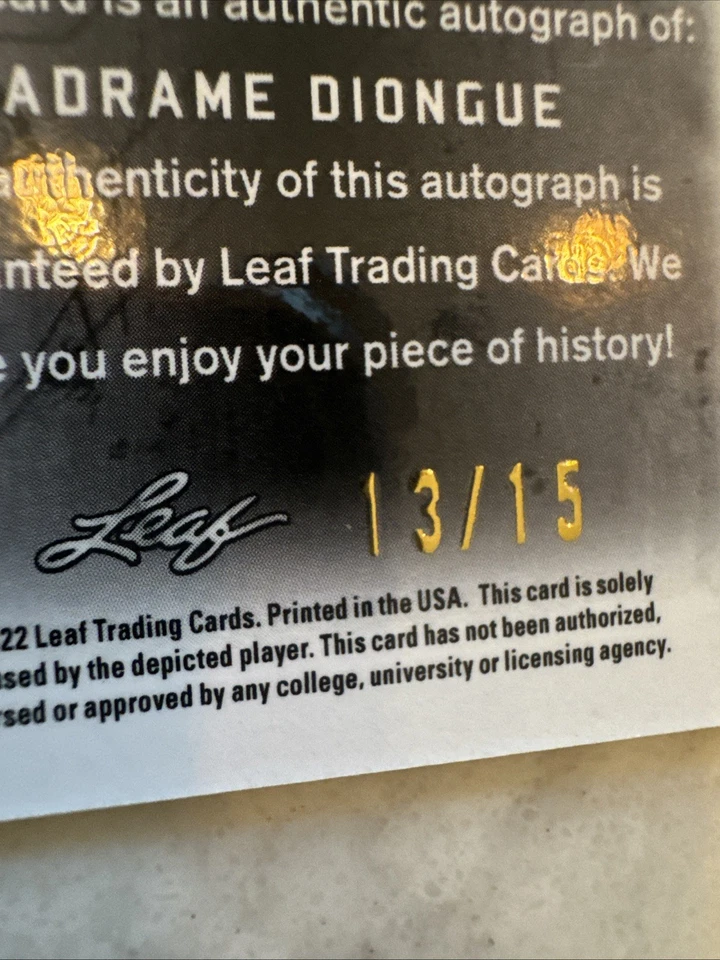 is an authentic autograph of:
ADRAME DIONGUE
authenticity of this autograph is
nteed by Leaf Trading Cards. We
you enjoy your piece of history!
Leaf 13/15
22 Leaf Trading Cards. Printed in the USA. This card is solely
sed by the depicted player. This card has not been authorized,
sed or approved by any college, university or licensing agency.